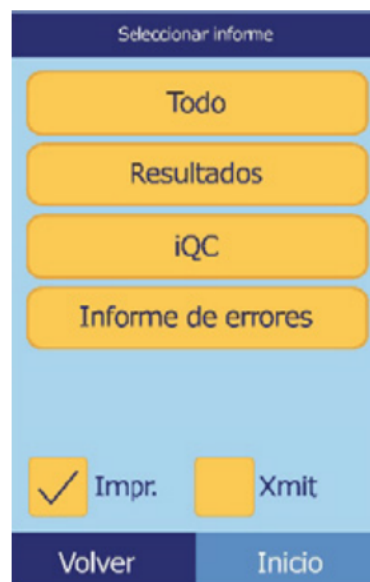 Seleccionar informe
Todo
Resultados
iQC
Informe de errores
Impr. Xmit
Volver Inicio